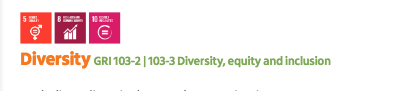 5 GENDER EQUALITY 8 DECENT WORK AND ECONOMIC GROWTH 10 REDUCED INEQUALITIES
Diversity GRI 103-2 | 103-3 Diversity, equity and inclusion